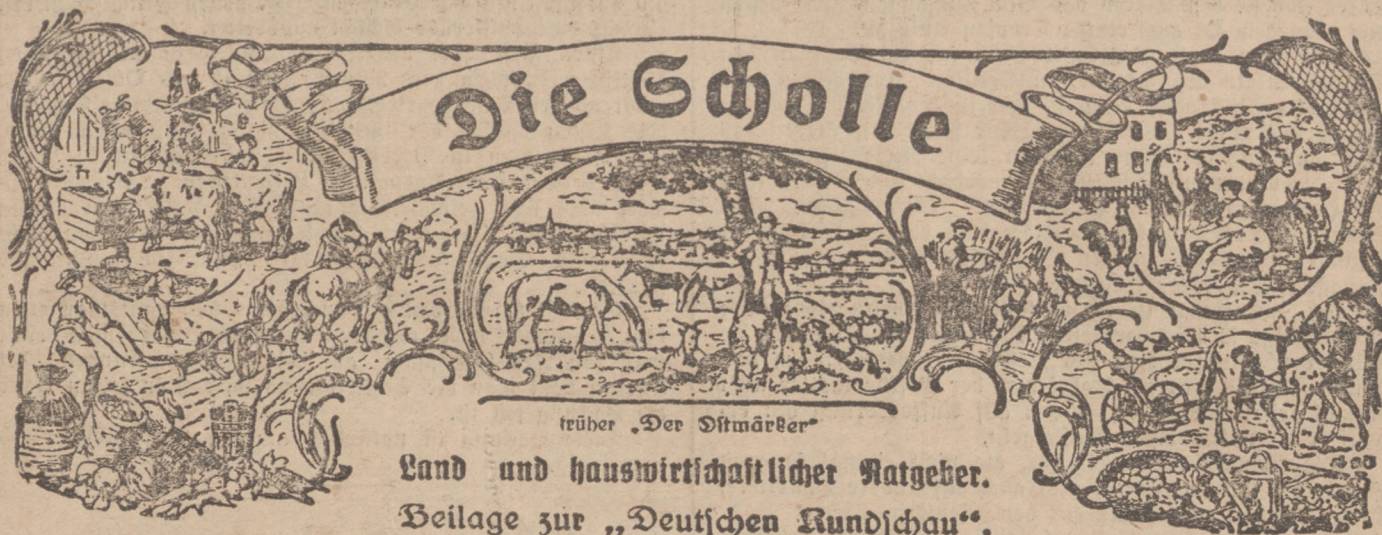 Die Scholle
früher „Der Ostmärker“
Land und hauswirtschaftlicher Ratgeber.
Beilage zur „Deutschen Rundschau“.